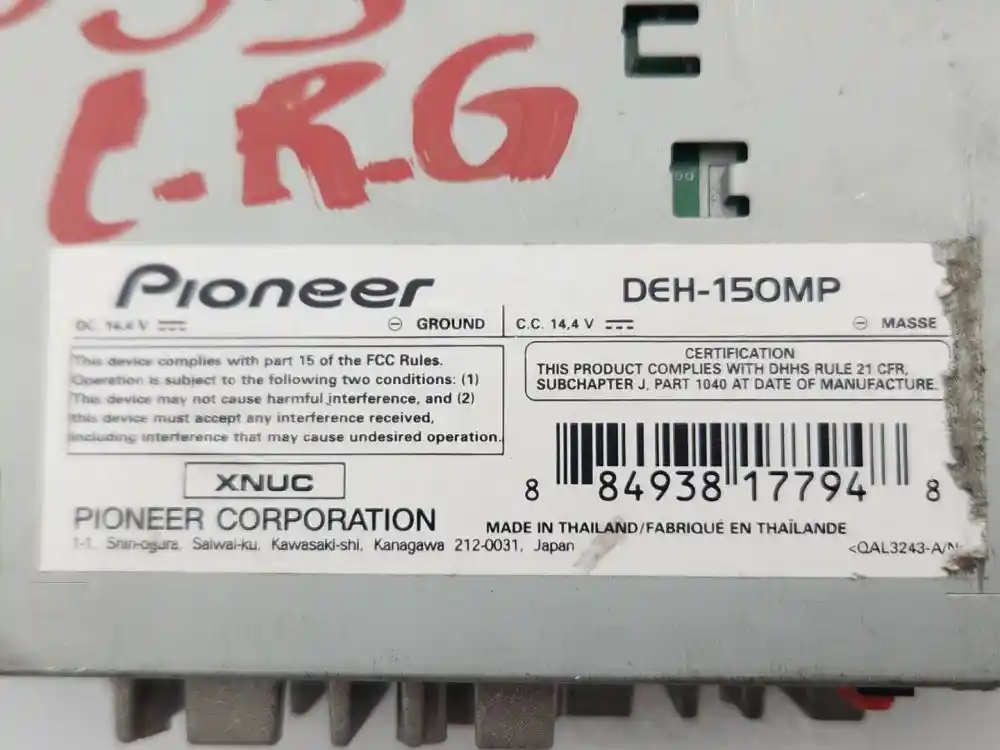 C-R-G
Pioneer
DEH-150MP
DC 14.4 V
⊖ GROUND
C.C. 14,4 V
⊖ MASSE
This device complies with part 15 of the FCC Rules.
Operation is subject to the following two conditions: (1)
This device may not cause harmful interference, and (2)
this device must accept any interference received,
including interference that may cause undesired operation.
CERTIFICATION
THIS PRODUCT COMPLIES WITH DHHS RULE 21 CFR,
SUBCHAPTER J, PART 1040 AT DATE OF MANUFACTURE.
XNUC
8 84938 17794 8
PIONEER CORPORATION
1-1, Shin-ogura, Saiwai-ku, Kawasaki-shi, Kanagawa 212-0031, Japan
MADE IN THAILAND/FABRIQUÉ EN THAÏLANDE
<QAL3243-A/N